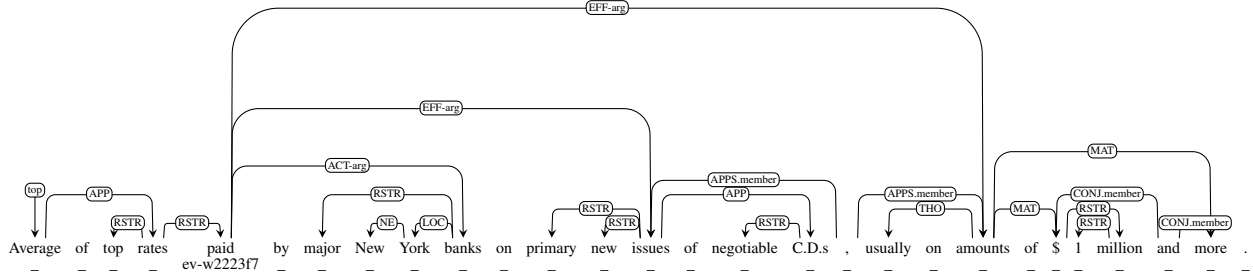 EFF-arg
EFF-arg
MAT
ACT-arg
APPS.member
top APP RSTR APP APPS.member CONJ.member
RSTR THO MAT RSTR
RSTR RSTR NE LOC RSTR RSTR RSTR CONJ.member
Average of top rates paid by major New York banks on primary new issues of negotiable C.D.s , usually on amounts of $ 1 million and more .
_ _ _ _ ev-w2223f7 _ _ _ _ _ _ _ _ _ _ _ _ _ _ _ _ _ _ _ _ _ _ _